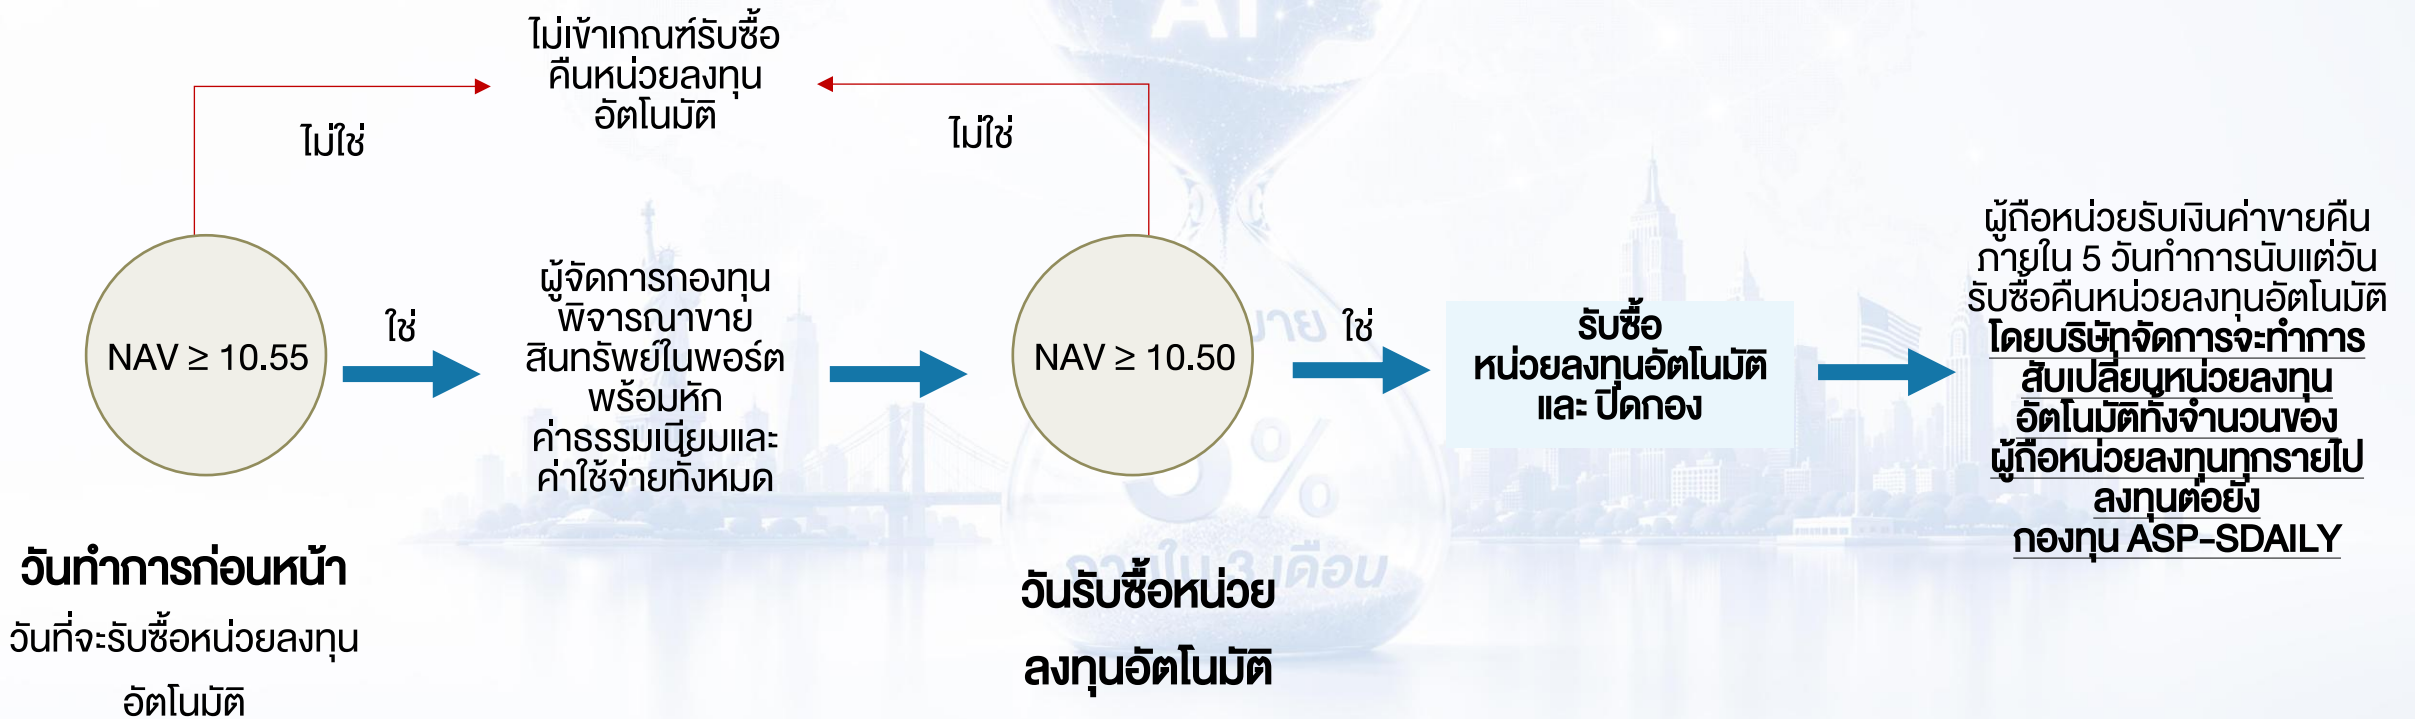 AI
ไม่เข้าเกณฑ์รับซื้อ
คืนหน่วยลงทุน
อัตโนมัติ
ไม่ใช่
ไม่ใช่
NAV ≥ 10.55
ใช่
ผู้จัดการกองทุน
พิจารณาขาย
สินทรัพย์ในพอร์ต
พร้อมหัก
ค่าธรรมเนียมและ
ค่าใช้จ่ายทั้งหมด
NAV ≥ 10.50
ใช่
รับซื้อ
หน่วยลงทุนอัตโนมัติ
และ ปิดกอง
ผู้ถือหน่วยรับเงินค่าขายคืน
ภายใน 5 วันทำการนับแต่วัน
รับซื้อคืนหน่วยลงทุนอัตโนมัติ
โดยบริษัทจัดการจะทำการ
สับเปลี่ยนหน่วยลงทุน
อัตโนมัติทั้งจำนวนของ
ผู้ถือหน่วยลงทุนทุกรายไป
ลงทุนต่อยัง
กองทุน ASP-SDAILY
วันทำการก่อนหน้า
วันที่จะรับซื้อหน่วยลงทุน
อัตโนมัติ
ภายใน 3 เดือน
วันรับซื้อหน่วย
ลงทุนอัตโนมัติ